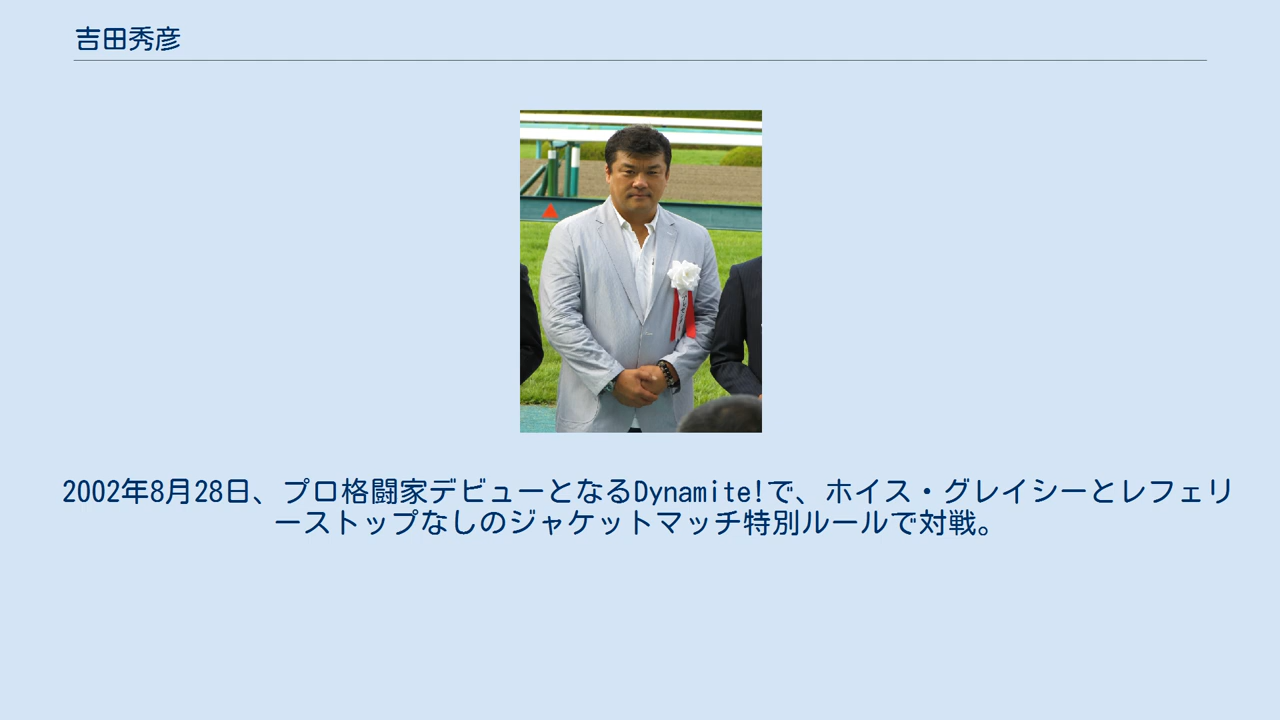 吉田秀彦
2002年8月28日、プロ格闘家デビューとなるDynamite!で、ホイス・グレイシーとレフェリ
ーストップなしのジャケットマッチ特別ルールで対戦。